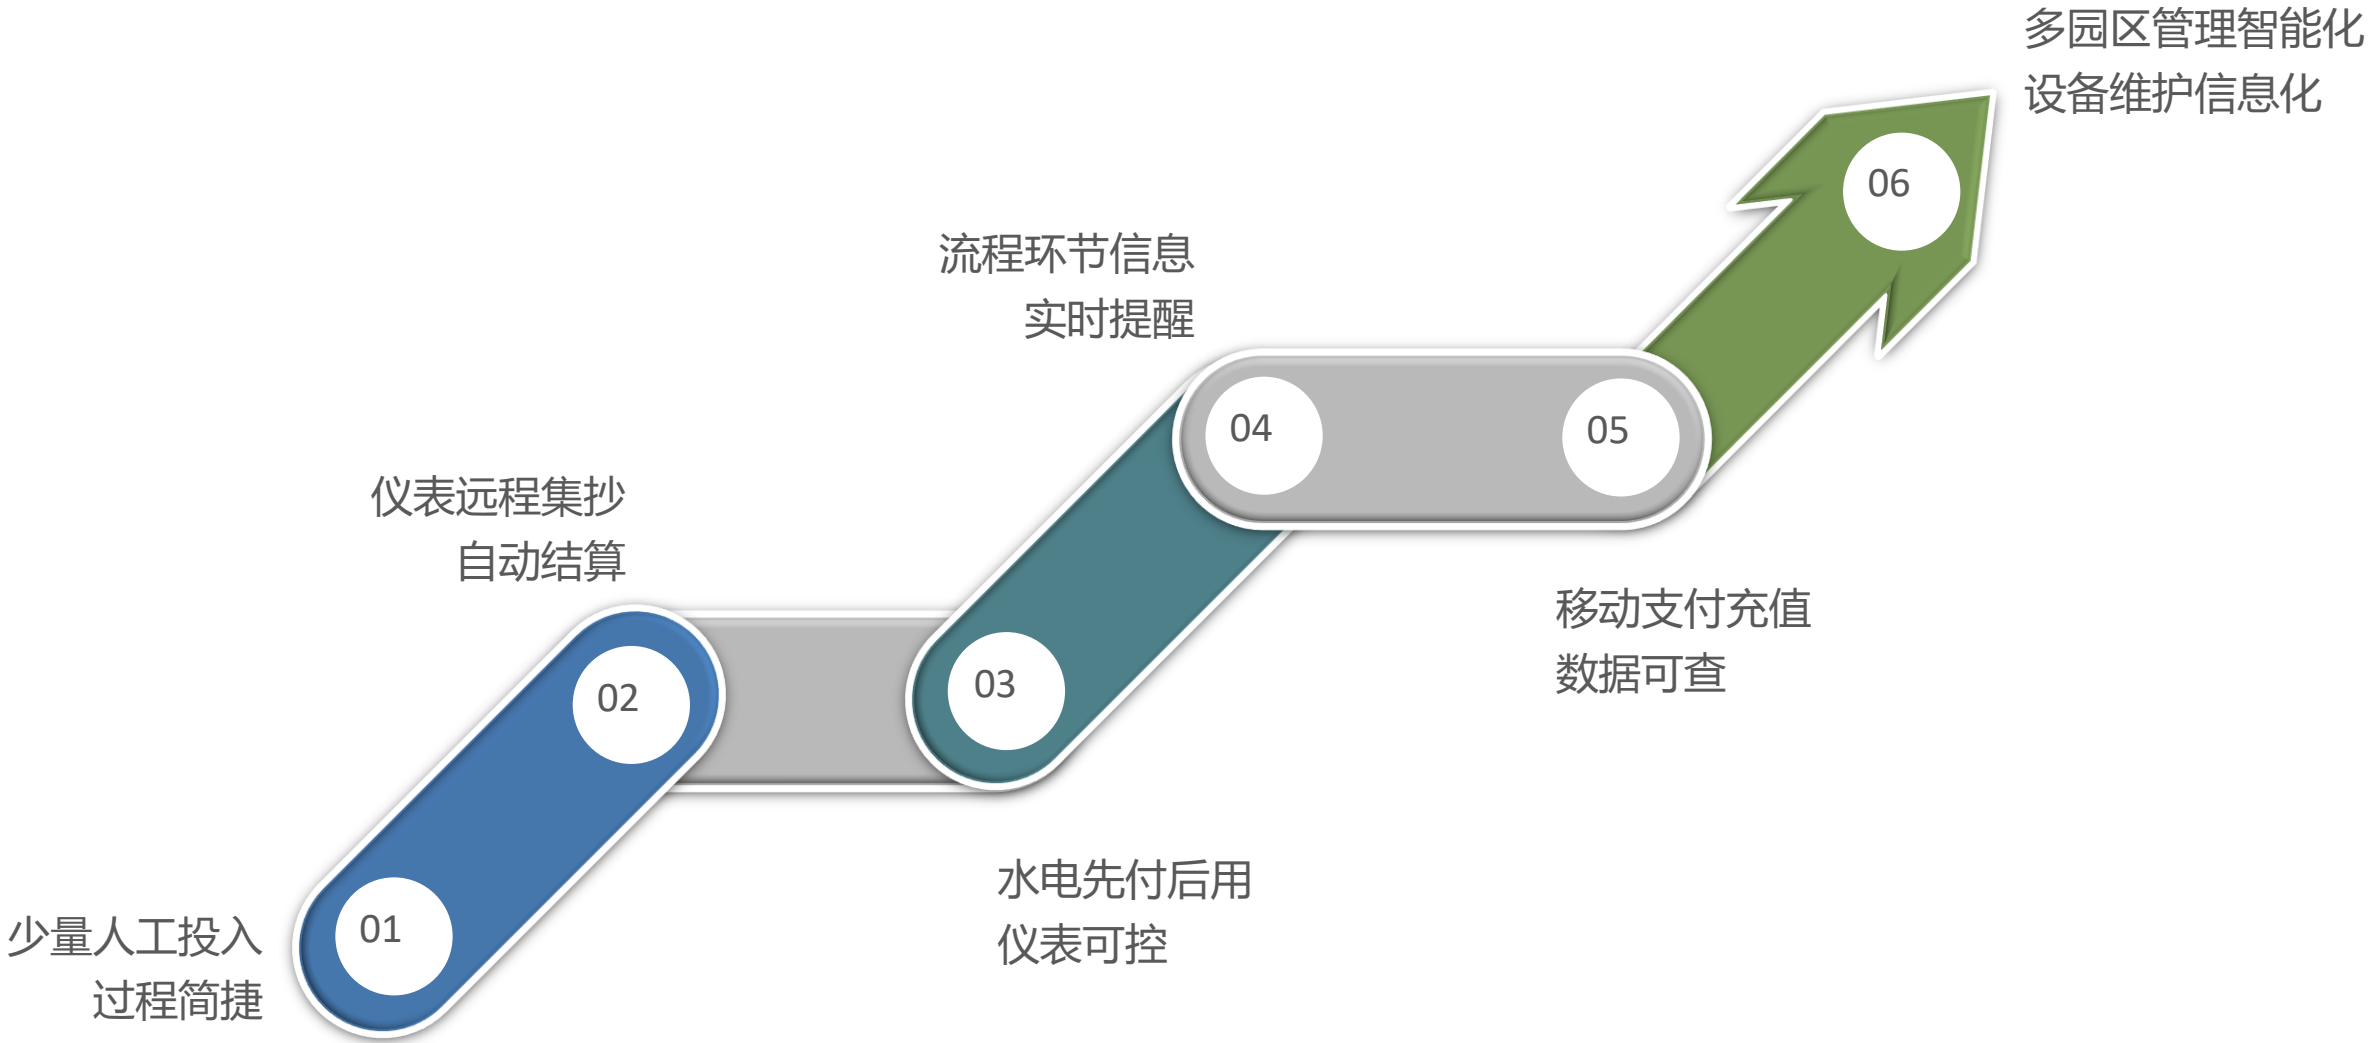 01
少量人工投入
过程简捷
02
仪表远程集抄
自动结算
03
水电先付后用
仪表可控
04
流程环节信息
实时提醒
05
移动支付充值
数据可查
06
多园区管理智能化
设备维护信息化